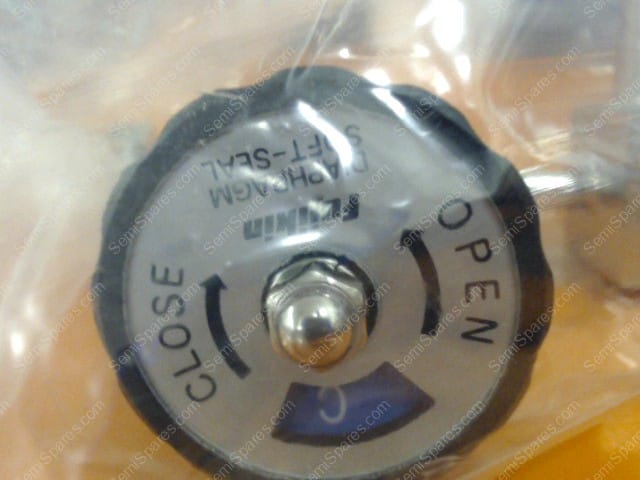 Fujikin
DIAPHRAGM
SOFT-SEAL
OPEN
CLOSE
C
SemiSpares.com